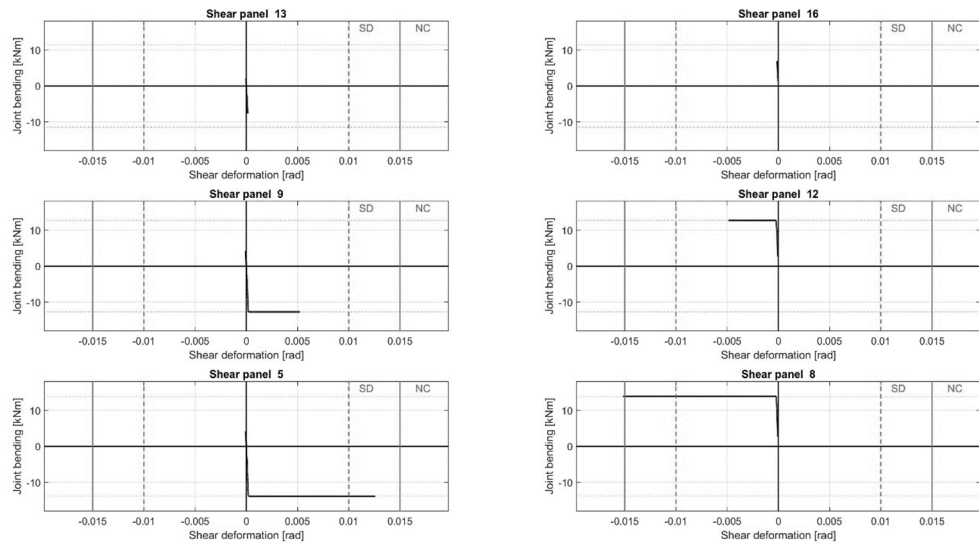 Shear panel 13
SD NC
Joint bending [kNm]
10
0
-10
-0.015 -0.01 -0.005 0 0.005 0.01 0.015
Shear deformation [rad]
Shear panel 16
SD NC
Joint bending [kNm]
10
0
-10
-0.015 -0.01 -0.005 0 0.005 0.01 0.015
Shear deformation [rad]
Shear panel 9
SD NC
Joint bending [kNm]
10
0
-10
-0.015 -0.01 -0.005 0 0.005 0.01 0.015
Shear deformation [rad]
Shear panel 12
SD NC
Joint bending [kNm]
10
0
-10
-0.015 -0.01 -0.005 0 0.005 0.01 0.015
Shear deformation [rad]
Shear panel 5
SD NC
Joint bending [kNm]
10
0
-10
-0.015 -0.01 -0.005 0 0.005 0.01 0.015
Shear deformation [rad]
Shear panel 8
SD NC
Joint bending [kNm]
10
0
-10
-0.015 -0.01 -0.005 0 0.005 0.01 0.015
Shear deformation [rad]